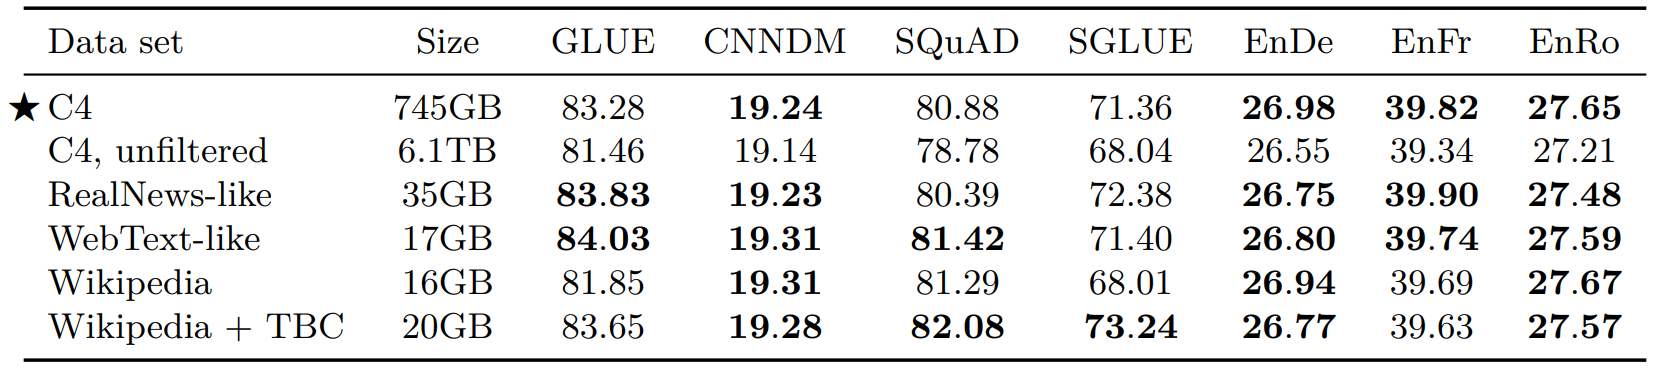 Data set Size GLUE CNNDM SQuAD SGLUE EnDe EnFr EnRo
★ C4 745GB 83.28 19.24 80.88 71.36 26.98 39.82 27.65
C4, unfiltered 6.1TB 81.46 19.14 78.78 68.04 26.55 39.34 27.21
RealNews-like 35GB 83.83 19.23 80.39 72.38 26.75 39.90 27.48
WebText-like 17GB 84.03 19.31 81.42 71.40 26.80 39.74 27.59
Wikipedia 16GB 81.85 19.31 81.29 68.01 26.94 39.69 27.67
Wikipedia + TBC 20GB 83.65 19.28 82.08 73.24 26.77 39.63 27.57